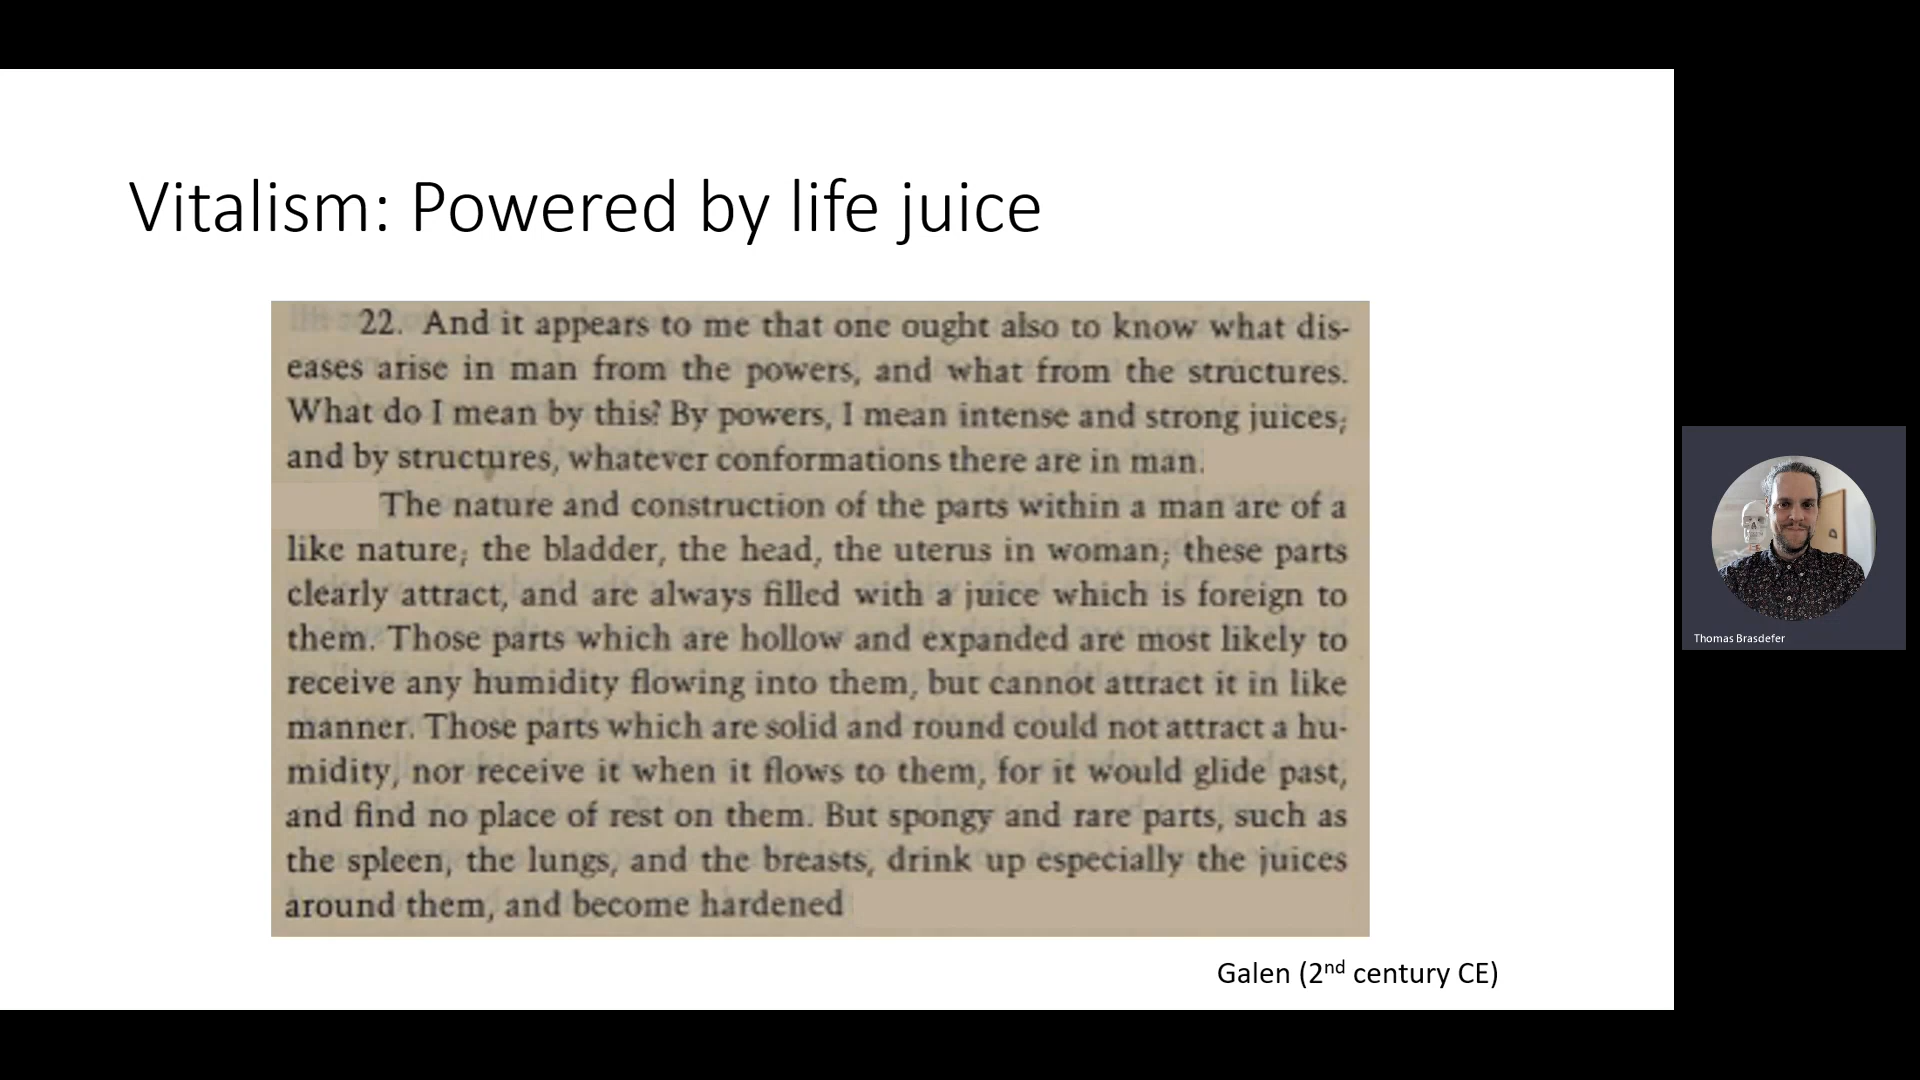 Vitalism: Powered by life juice
22. And it appears to me that one ought also to know what dis-
eases arise in man from the powers, and what from the structures.
What do I mean by this? By powers, I mean intense and strong juices;
and by structures, whatever conformations there are in man.
The nature and construction of the parts within a man are of a
like nature; the bladder, the head, the uterus in woman; these parts
clearly attract, and are always filled with a juice which is foreign to
them. Those parts which are hollow and expanded are most likely to
receive any humidity flowing into them, but cannot attract it in like
manner. Those parts which are solid and round could not attract a hu-
midity, nor receive it when it flows to them, for it would glide past,
and find no place of rest on them. But spongy and rare parts, such as
the spleen, the lungs, and the breasts, drink up especially the juices
around them, and become hardened
Galen (2nd century CE)
Thomas Brasdefer